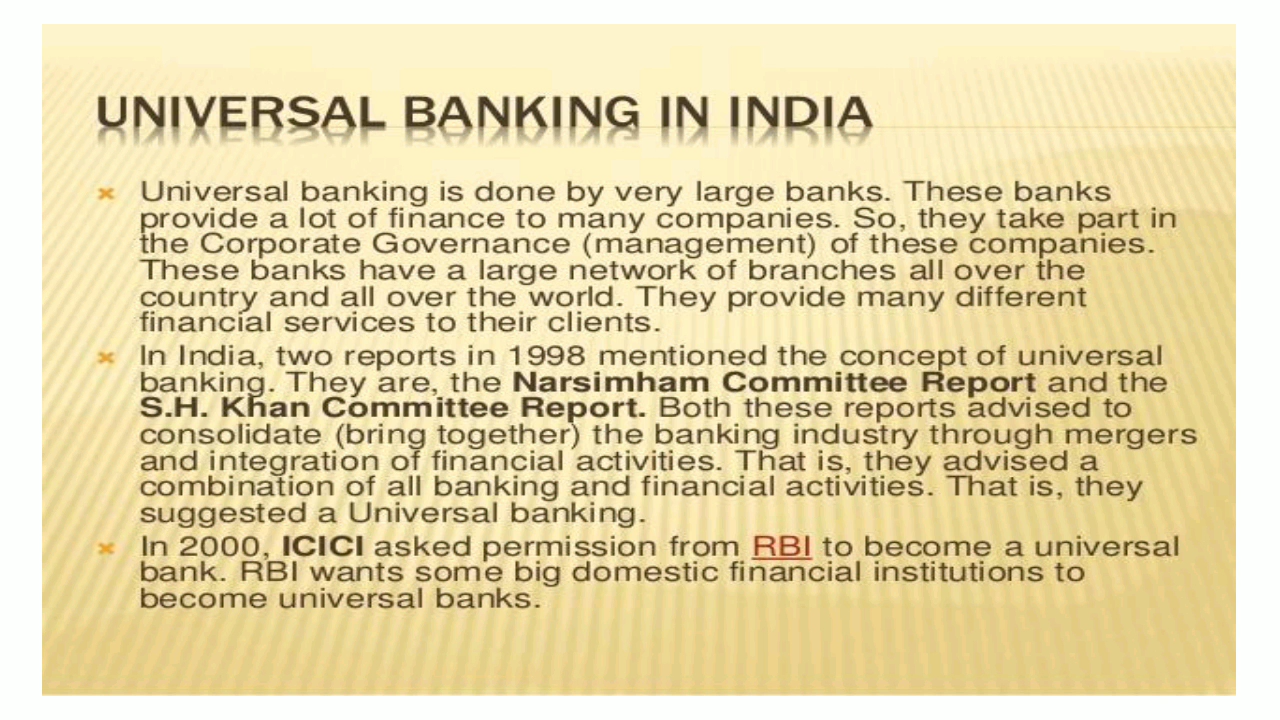 UNIVERSAL BANKING IN INDIA
Universal banking is done by very large banks. These banks
provide a lot of finance to many companies. So, they take part in
the Corporate Governance (management) of these companies.
These banks have a large network of branches all over the
country and all over the world. They provide many different
financial services to their clients.
In India, two reports in 1998 mentioned the concept of universal
banking. They are, the Narsimham Committee Report and the
S.H. Khan Committee Report. Both these reports advised to
consolidate (bring together) the banking industry through mergers
and integration of financial activities. That is, they advised a
combination of all banking and financial activities. That is, they
suggested a Universal banking.
In 2000, ICICI asked permission from RBI to become a universal
bank. RBI wants some big domestic financial institutions to
become universal banks.